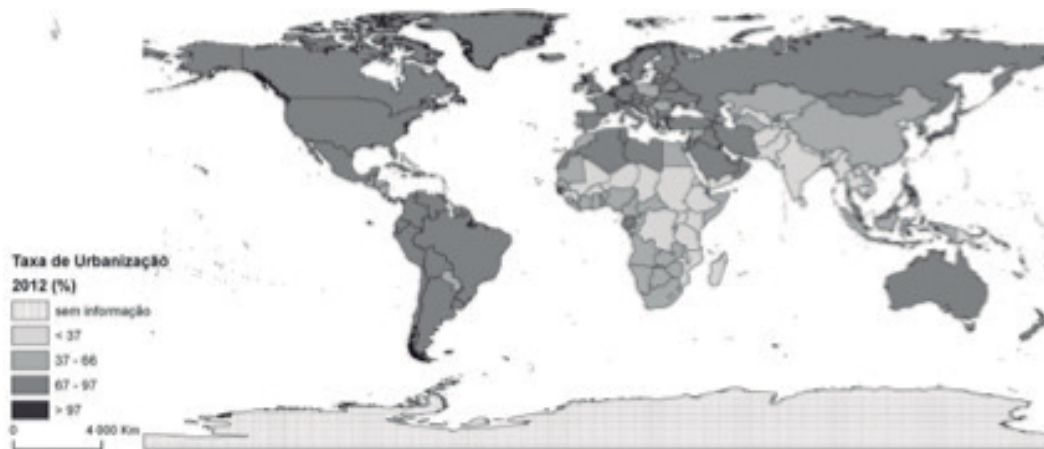 Taxa de Urbanização
2012 (%)
sem informação
< 37
37 - 66
67 - 97
> 97
0 4 000 Km